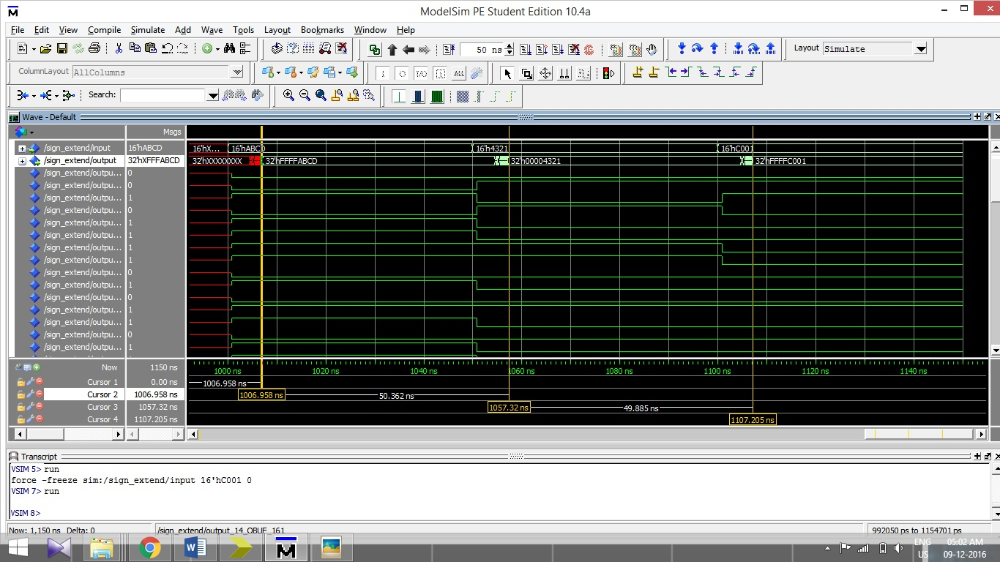 ModelSim PE Student Edition 10.4a
File Edit View Compile Simulate Add Wave Tools Layout Bookmarks Window Help
50 ns
Layout Simulate
ColumnLayout AllColumns
ALL
Search:
Wave - Default
Msgs
/sign_extend/input 16'hABCD 16'hX... 16'hABCD 16'h4321 16'hC001
/sign_extend/output 32'hXFFFABCD 32'hXXXXXXXX 32'hFFFFABCD 32'h00004321 32'hFFFFC001
/sign_extend/outpu... 0
/sign_extend/outpu... 0
/sign_extend/outpu... 1
/sign_extend/outpu... 0
/sign_extend/outpu... 1
/sign_extend/outpu... 1
/sign_extend/outpu... 1
/sign_extend/outpu... 1
/sign_extend/outpu... 0
/sign_extend/outpu... 1
/sign_extend/outpu... 0
/sign_extend/outpu... 1
/sign_extend/outpu... 1
/sign_extend/outpu... 0
/sign_extend/outpu... 1
Now 1150 ns 1000 ns 1020 ns 1040 ns 1060 ns 1080 ns 1100 ns 1120 ns 1140 ns
Cursor 1 0.00 ns 1006.958 ns
Cursor 2 1006.958 ns 1006.958 ns 50.362 ns
Cursor 3 1057.32 ns 1057.32 ns 49.885 ns
Cursor 4 1107.205 ns 1107.205 ns
Transcript
VSIM 5> run
force -freeze sim:/sign_extend/input 16'hC001 0
VSIM 7> run
VSIM 8>
Now: 1,150 ns Delta: 0 /sign_extend/output_14_OBUF_161 992050 ps to 1154701 ps
ENG 05:02 AM
US 09-12-2016